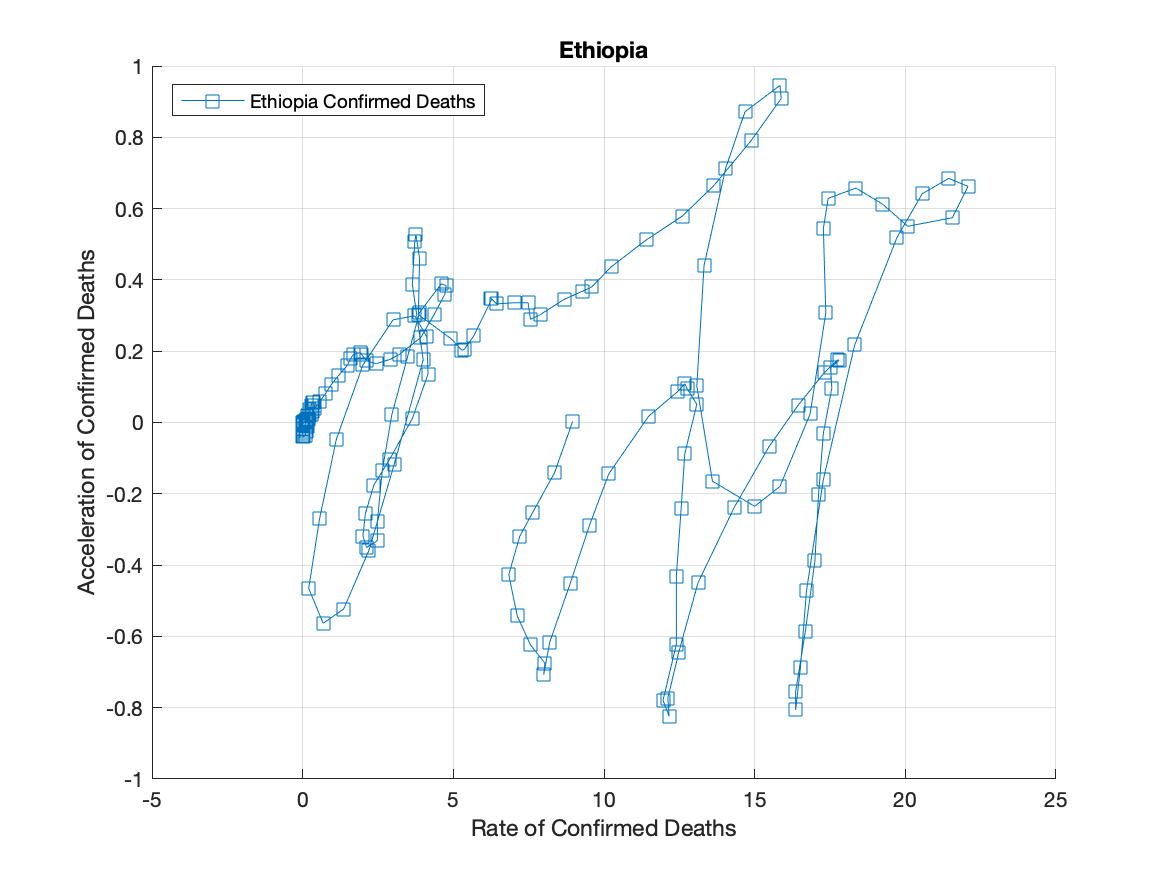 Ethiopia
Ethiopia Confirmed Deaths
1
0.8
0.6
0.4
0.2
0
-0.2
-0.4
-0.6
-0.8
-1
Acceleration of Confirmed Deaths
-5 0 5 10 15 20 25
Rate of Confirmed Deaths